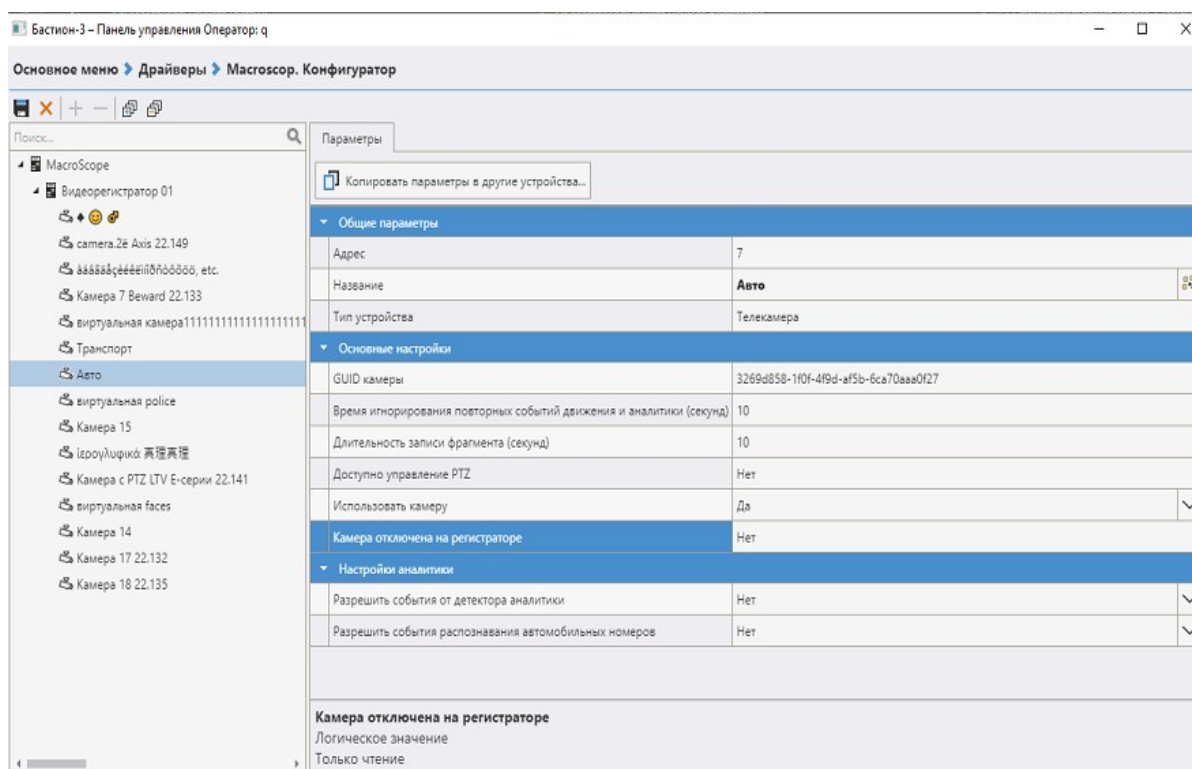 Бастион-3 – Панель управления Оператор: q
Основное меню Драйверы Macroscop. Конфигуратор
Поиск...
MacroScope
Видеорегистратор 01
camera.2ё Axis 22.149
Камера 7 Beward 22.133
виртуальная
Транспорт
Авто
виртуальная police
Камера 15
ἱερογλυφικά
Камера с PTZ LTV E-серии 22.141
виртуальная faces
Камера 14
Камера 17 22.132
Камера 18 22.135
Параметры
Копировать параметры в другие устройства...
Общие параметры
Адрес 7
Название Авто
Тип устройства Телекамера
Основные настройки
GUID камеры 3269d858-1f0f-4f9d-af5b-6ca70aaa0f27
Время игнорирования повторных событий движения и аналитики (секунд) 10
Длительность записи фрагмента (секунд) 10
Доступно управление PTZ Нет
Использовать камеру Да
Камера отключена на регистраторе Нет
Настройки аналитики
Разрешить события от детектора аналитики Нет
Разрешить события распознавания автомобильных номеров Нет
Камера отключена на регистраторе
Логическое значение
Только чтение